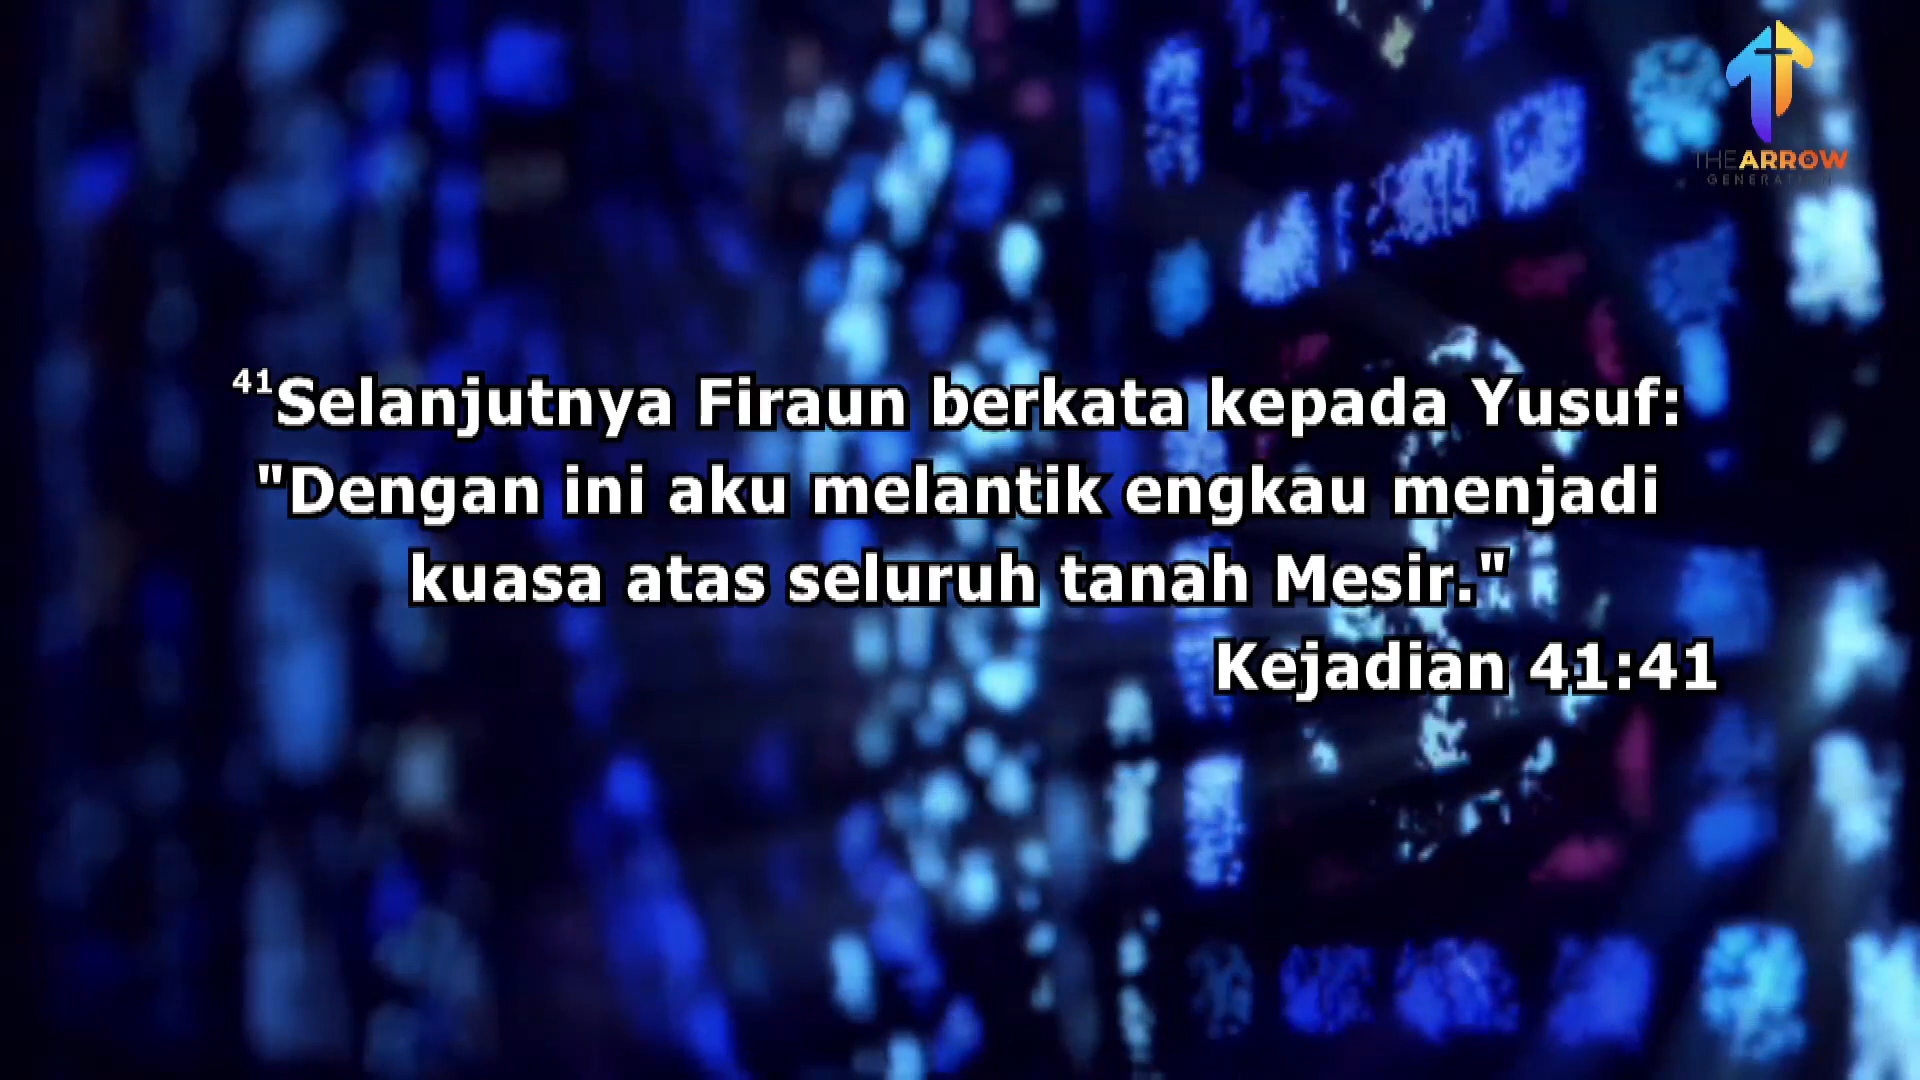 THEARROW
GENERATION
41Selanjutnya Firaun berkata kepada Yusuf:
"Dengan ini aku melantik engkau menjadi
kuasa atas seluruh tanah Mesir."
Kejadian 41:41